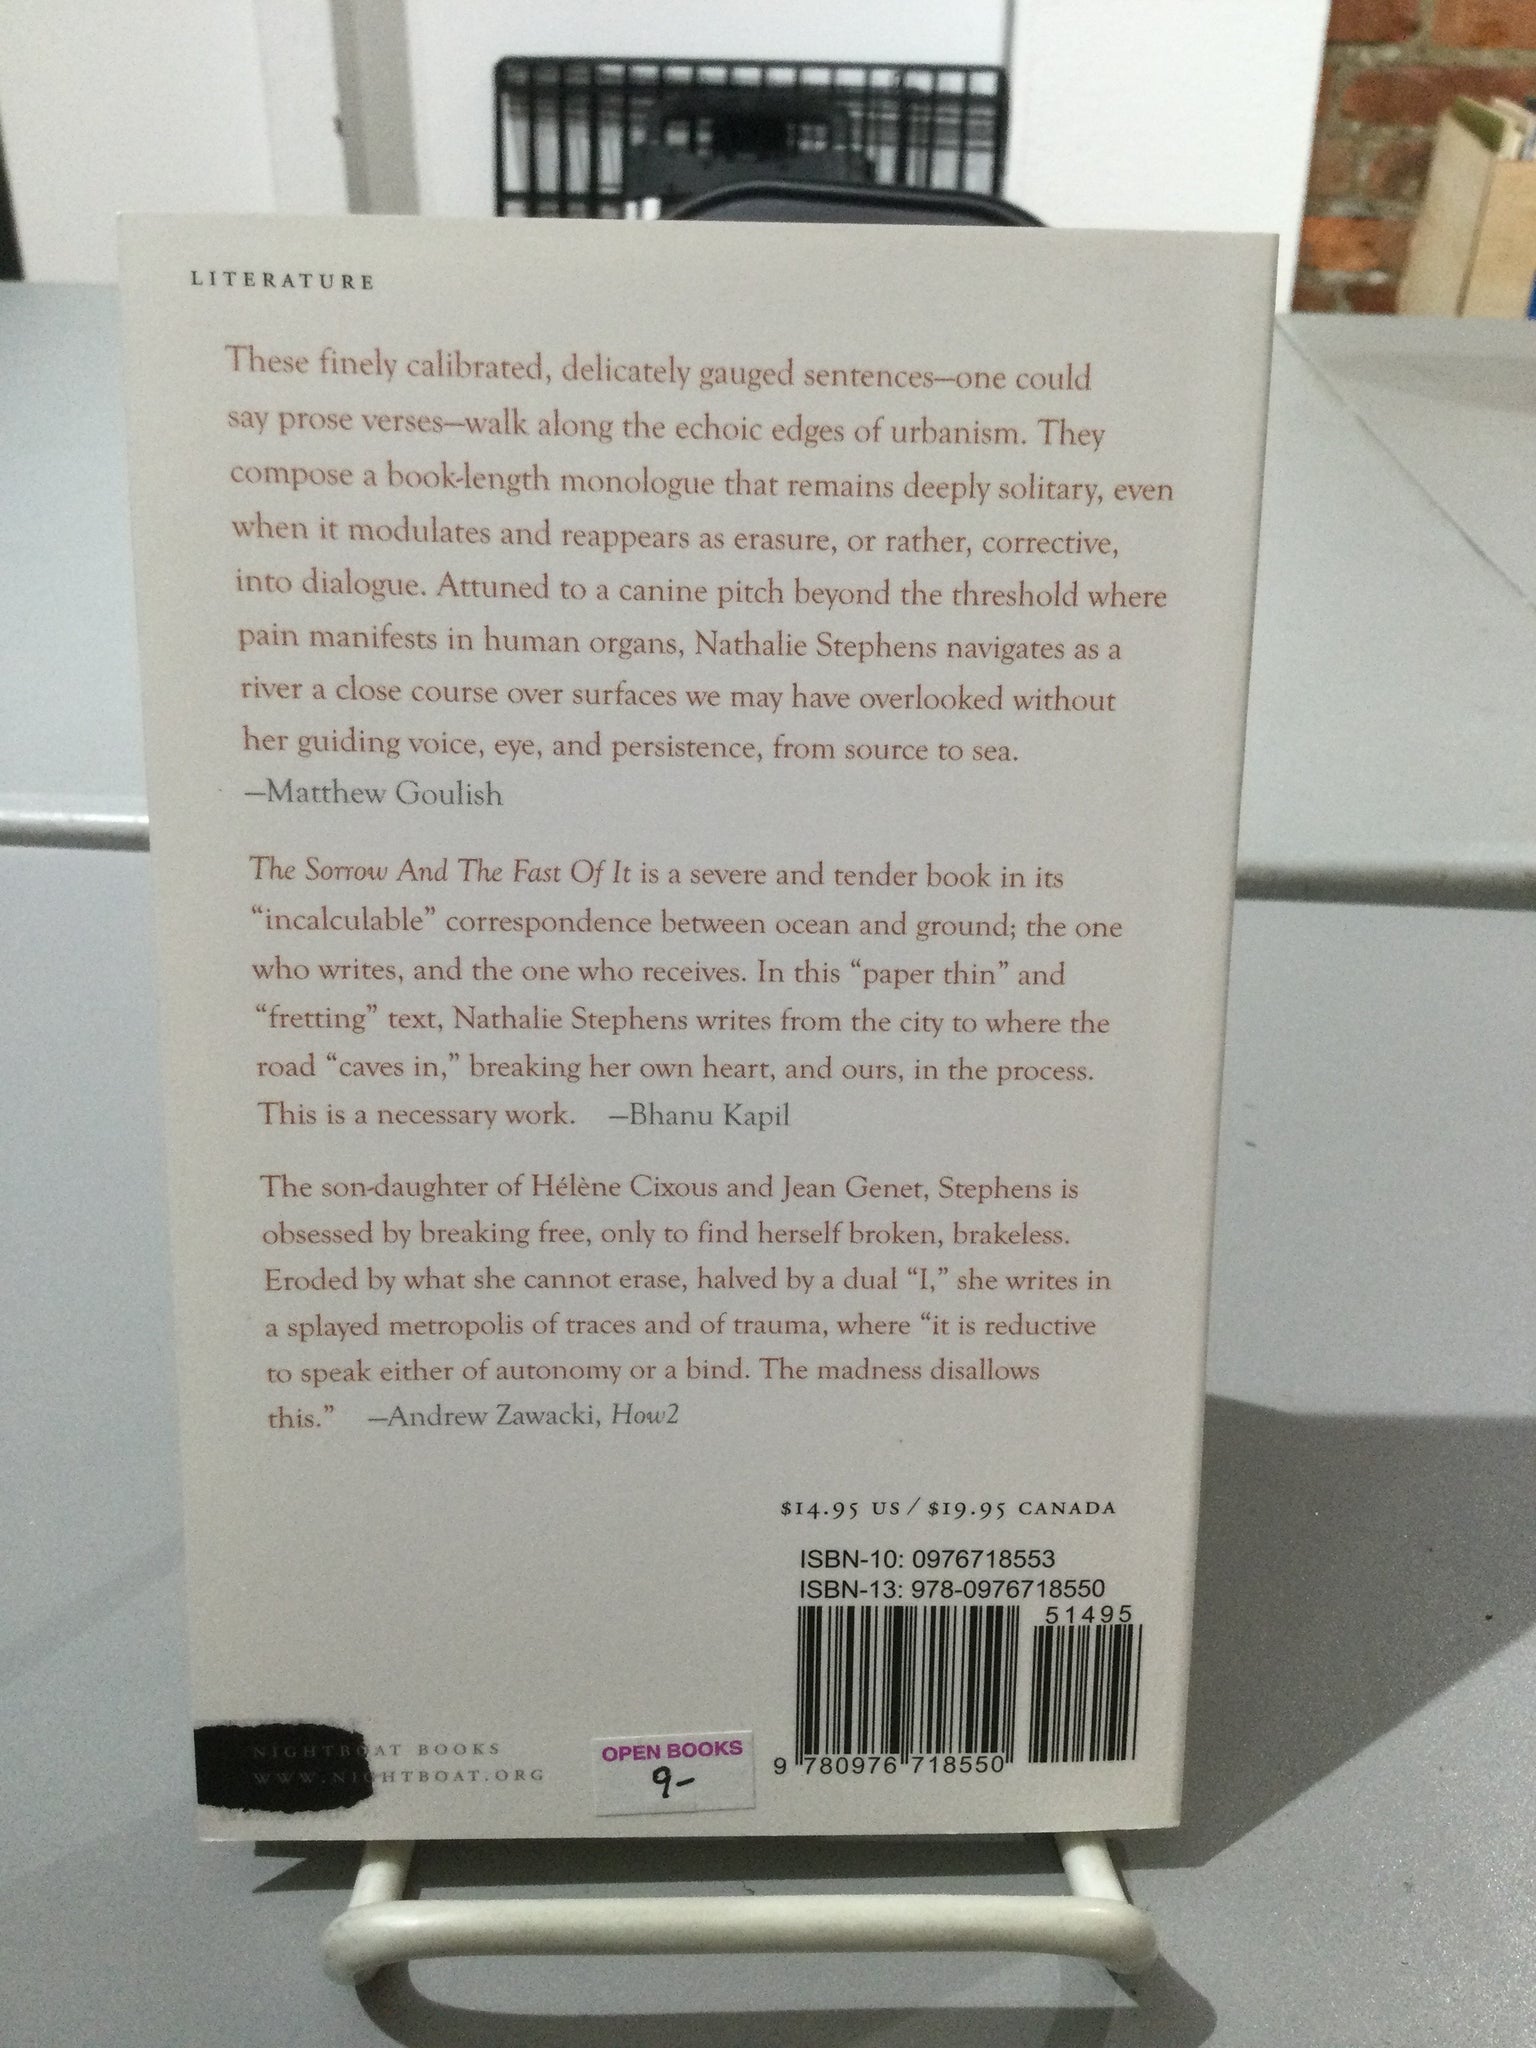 LITERATURE
These finely calibrated, delicately gauged sentences—one could
say prose verses—walk along the echoic edges of urbanism. They
compose a book-length monologue that remains deeply solitary, even
when it modulates and reappears as erasure, or rather, corrective,
into dialogue. Attuned to a canine pitch beyond the threshold where
pain manifests in human organs, Nathalie Stephens navigates as a
river a close course over surfaces we may have overlooked without
her guiding voice, eye, and persistence, from source to sea.
—Matthew Goulish
The Sorrow And The Fast Of It is a severe and tender book in its
“incalculable” correspondence between ocean and ground; the one
who writes, and the one who receives. In this “paper thin” and
“fretting” text, Nathalie Stephens writes from the city to where the
road “caves in,” breaking her own heart, and ours, in the process.
This is a necessary work. —Bhanu Kapil
The son-daughter of Hélène Cixous and Jean Genet, Stephens is
obsessed by breaking free, only to find herself broken, brakeless.
Eroded by what she cannot erase, halved by a dual “I,” she writes in
a splayed metropolis of traces and of trauma, where “it is reductive
to speak either of autonomy or a bind. The madness disallows
this.” —Andrew Zawacki, How2
$14.95 US / $19.95 CANADA
ISBN-10: 0976718553
ISBN-13: 978-0976718550
51495
9 780976 718550
NIGHTBOAT BOOKS
WWW.NIGHTBOAT.ORG
OPEN BOOKS
9-